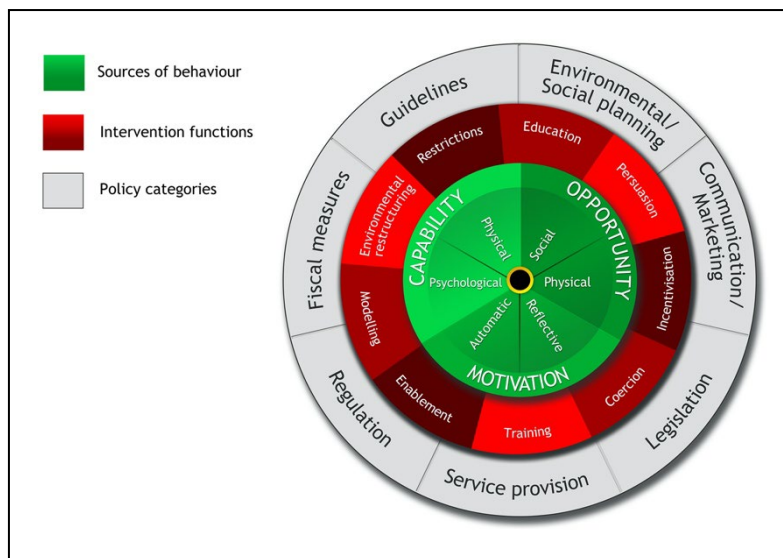 Sources of behaviour
Intervention functions
Policy categories
Guidelines
Environmental/
Social planning
Communication/
Marketing
Legislation
Service provision
Regulation
Fiscal measures
Restrictions
Education
Persuasion
Incentivisation
Coercion
Training
Enablement
Modelling
Environmental
restructuring
CAPABILITY
OPPORTUNITY
MOTIVATION
Physical
Social
Physical
Reflective
Automatic
Psychological